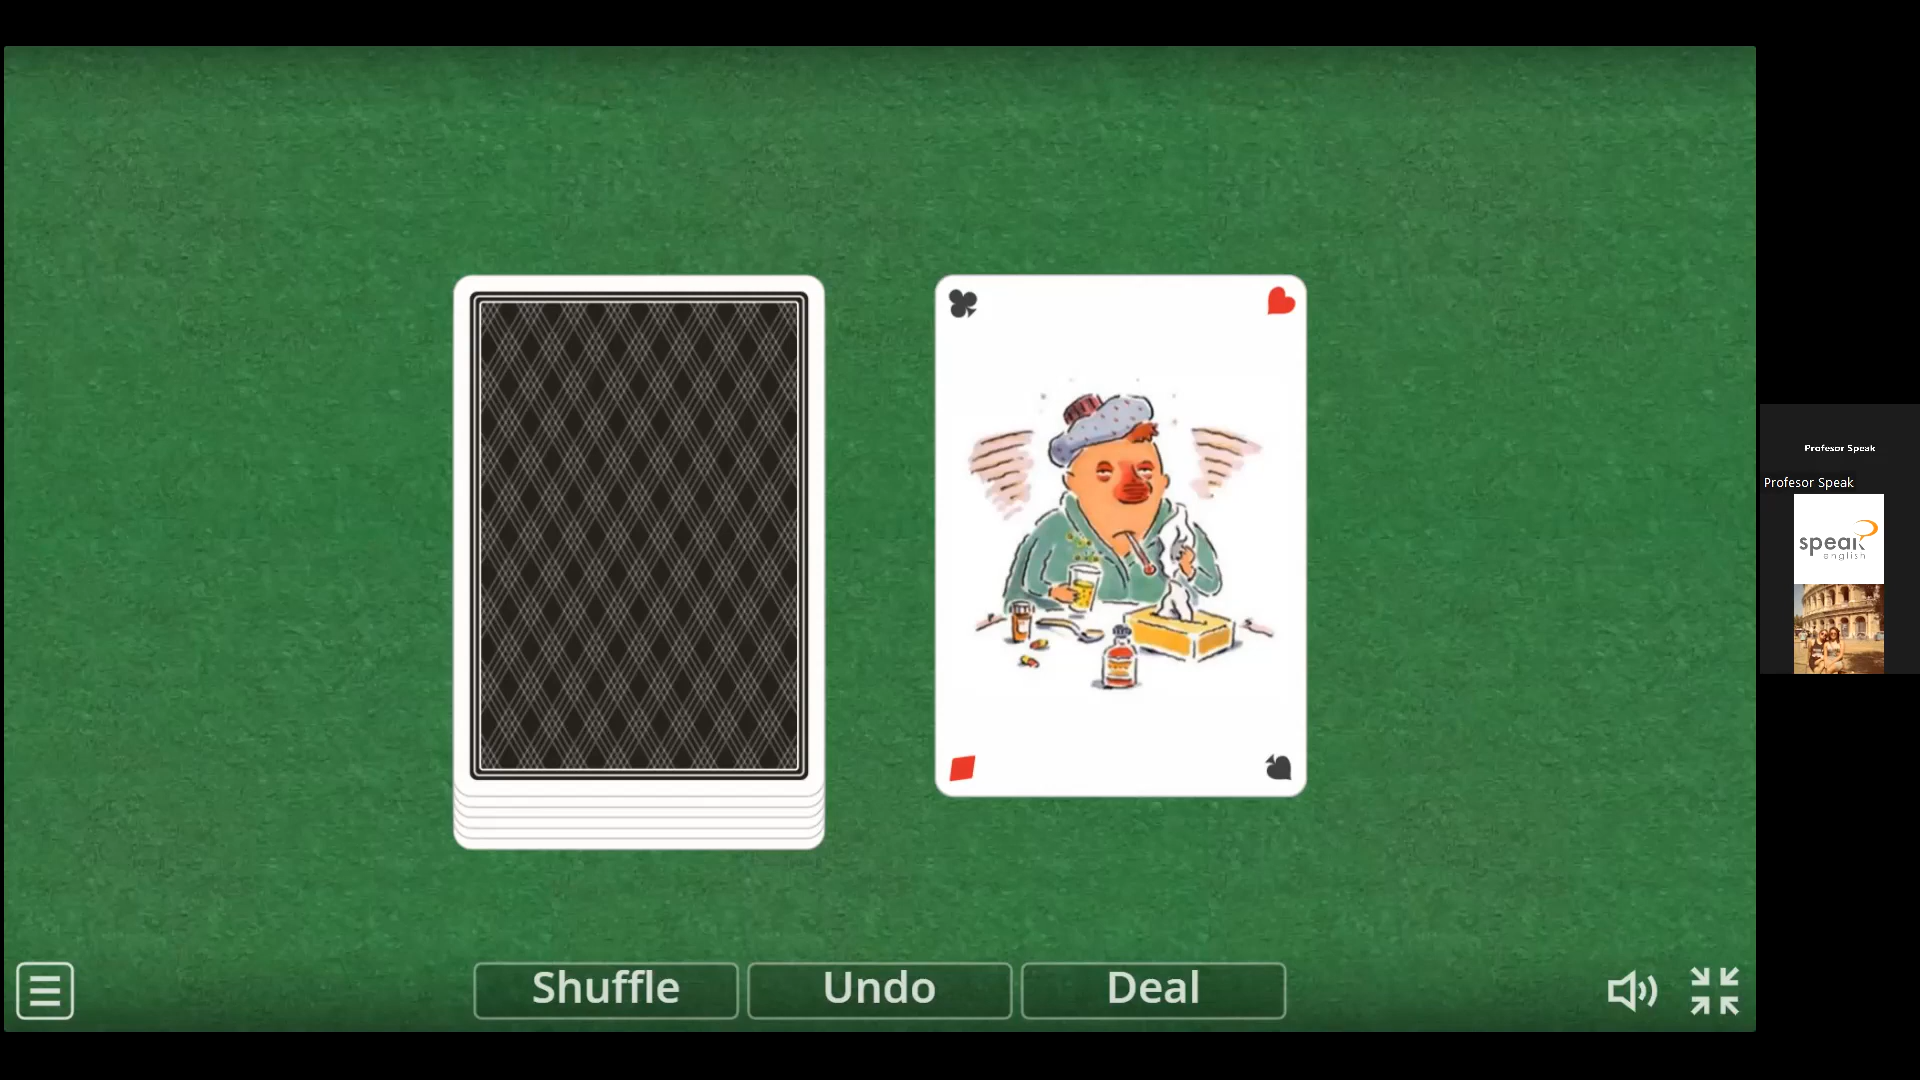 Profesor Speak
Profesor Speak
speak
english
Shuffle
Undo
Deal